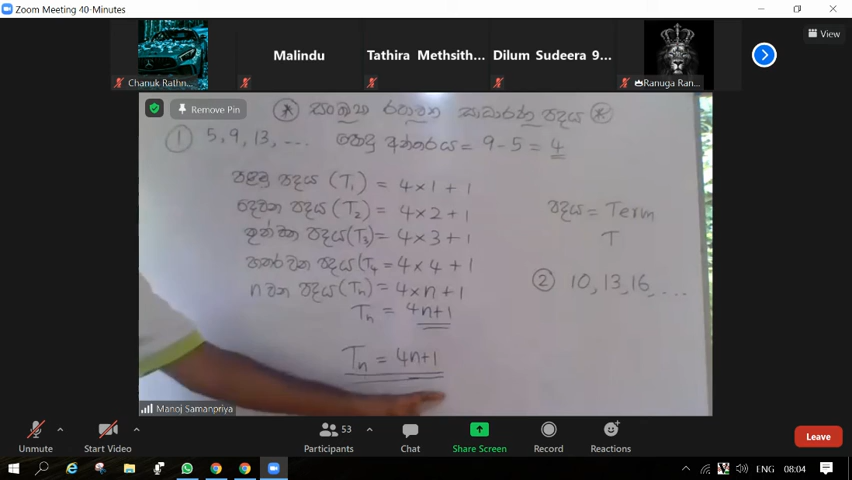 Zoom Meeting 40-Minutes
View
Malindu
Tathira Methsith...
Dilum Sudeera 9...
Chanuk Rathn...
Ranuga Ran...
Remove Pin
සංඛ්‍යා රටාවක සාධාරණ පදය
① 5, 9, 13, ... පොදු අන්තරය = 9 - 5 = 4
පළමු පදය (T₁) = 4 × 1 + 1
දෙවන පදය (T₂) = 4 × 2 + 1
තුන්වන පදය (T₃) = 4 × 3 + 1
හතරවන පදය (T₄ = 4 × 4 + 1
n වන පදය (Tₙ) = 4 × n + 1
Tₙ = 4n+1
Tₙ = 4n+1
පදය = Term
T
② 10, 13, 16, ....
Manoj Samanpriya
Unmute
Start Video
53
Participants
Chat
Share Screen
Record
Reactions
Leave
ENG
08:04